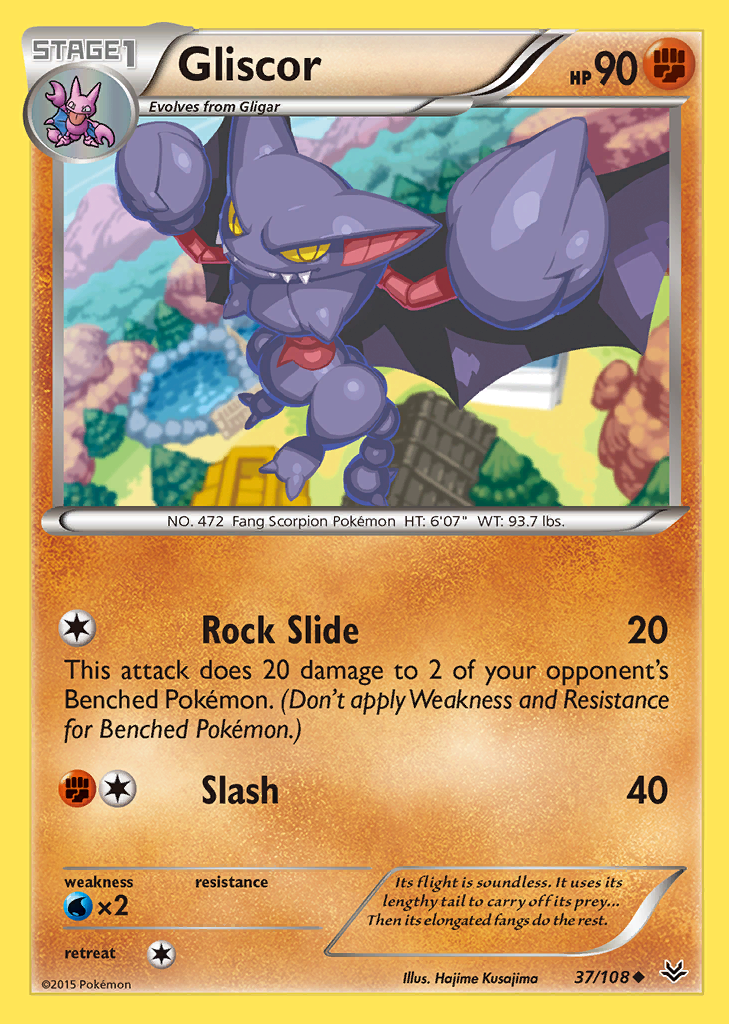 STAGE1
Gliscor
HP 90
Evolves from Gligar
NO. 472 Fang Scorpion Pokémon HT: 6'07" WT: 93.7 lbs.
Rock Slide 20
This attack does 20 damage to 2 of your opponent's
Benched Pokémon. (Don't apply Weakness and Resistance
for Benched Pokémon.)
Slash 40
weakness resistance
×2
Its flight is soundless. It uses its
lengthy tail to carry off its prey...
Then its elongated fangs do the rest.
retreat
©2015 Pokémon
Illus. Hajime Kusajima
37/108